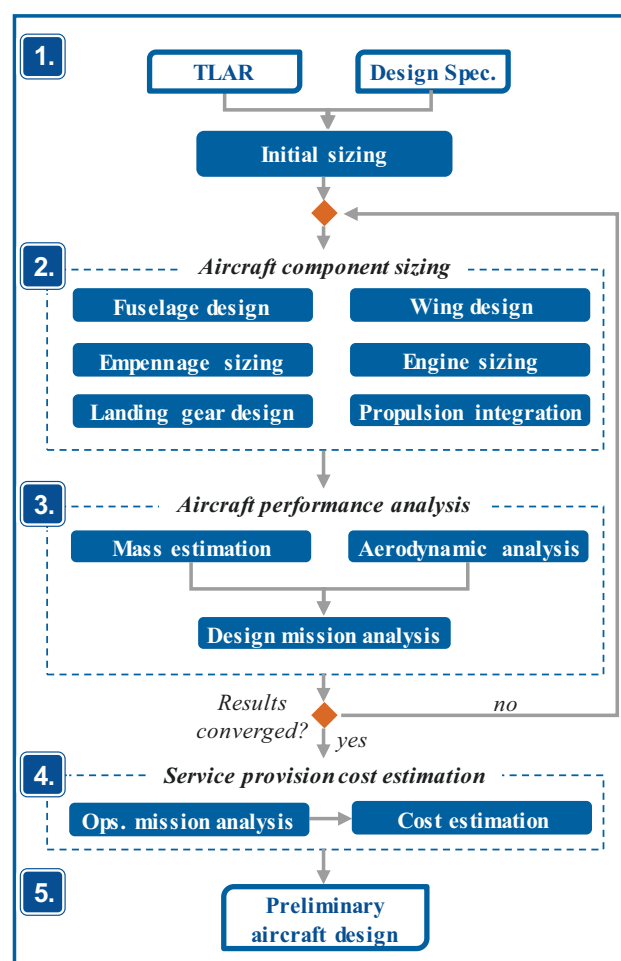 1.
TLAR
Design Spec.
Initial sizing
2.
Aircraft component sizing
Fuselage design
Wing design
Empennage sizing
Engine sizing
Landing gear design
Propulsion integration
3.
Aircraft performance analysis
Mass estimation
Aerodynamic analysis
Design mission analysis
Results
converged?
no
yes
4.
Service provision cost estimation
Ops. mission analysis
Cost estimation
5.
Preliminary
aircraft design